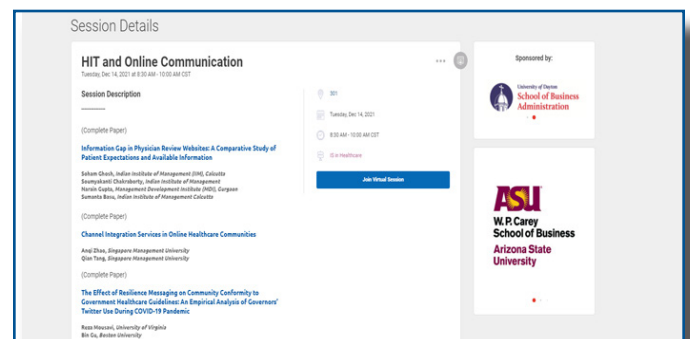 Session Details
HIT and Online Communication
Tuesday, Dec 14, 2021 at 8:30 AM - 10:00 AM CST
Session Description
(Complete Paper)
Information Gap in Physician Review Websites: A Comparative Study of
Patient Expectations and Available Information
Soham Ghosh, Indian Institute of Management (IIM), Calcutta
Soumyakanti Chakraborty, Indian Institute of Management
Narain Gupta, Management Development Institute (MDI), Gurgaon
Sumanta Basu, Indian Institute of Management Calcutta
(Complete Paper)
Channel Integration Services in Online Healthcare Communities
Anqi Zhao, Singapore Management University
Qian Tang, Singapore Management University
(Complete Paper)
The Effect of Resilience Messaging on Community Conformity to
Government Healthcare Guidelines: An Empirical Analysis of Governors'
Twitter Use During COVID-19 Pandemic
Reza Mousavi, University of Virginia
Bin Gu, Boston University
301
Tuesday, Dec 14, 2021
8:30 AM - 10:00 AM CST
IS in Healthcare
Join Virtual Session
Sponsored by:
University of Dayton
School of Business
Administration
ASU
W. P. Carey
School of Business
Arizona State
University